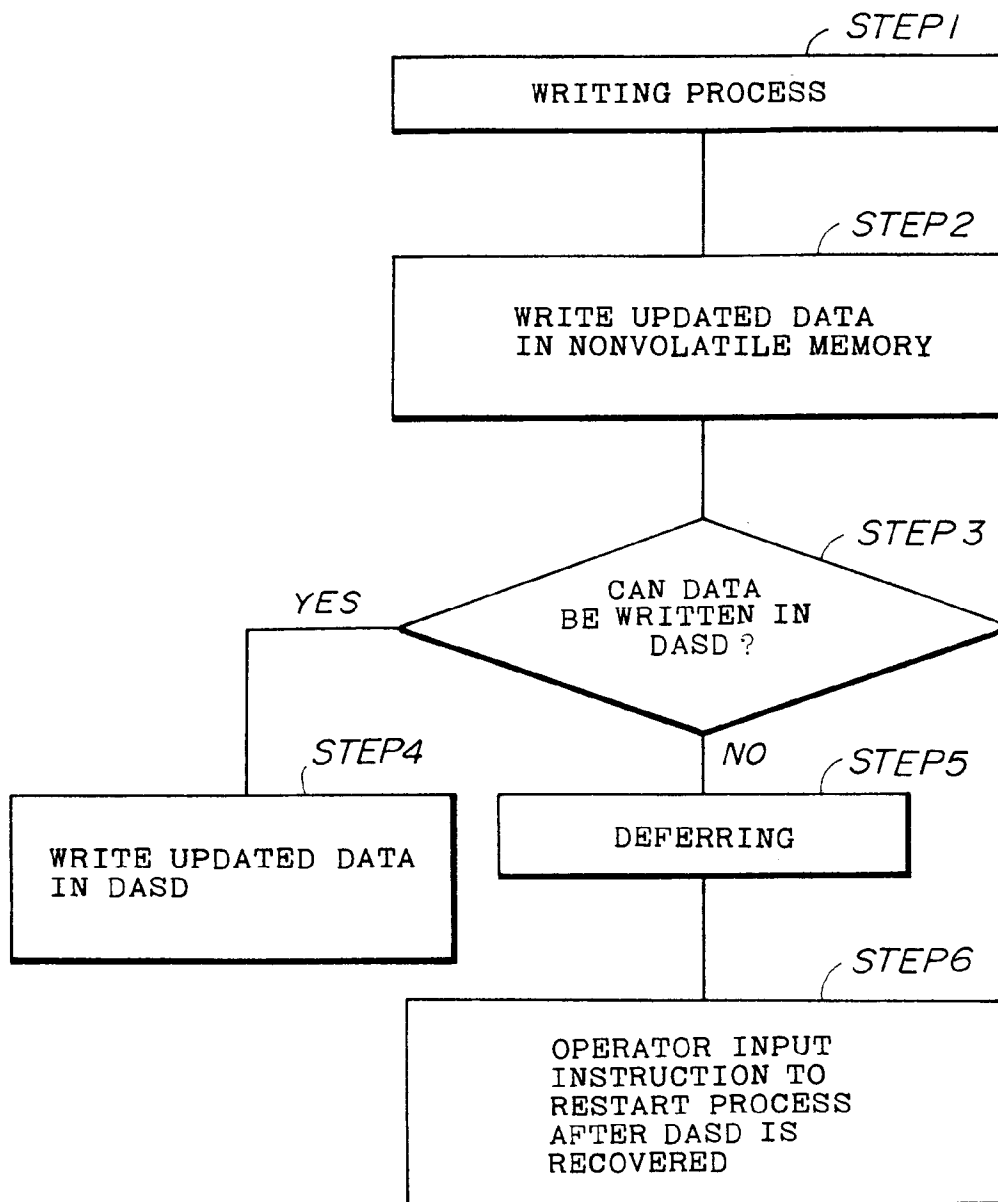 STEP1
WRITING PROCESS
STEP2
WRITE UPDATED DATA
IN NONVOLATILE MEMORY
STEP3
CAN DATA
BE WRITTEN IN
DASD?
YES
NO
STEP4
WRITE UPDATED DATA
IN DASD
STEP5
DEFERRING
STEP6
OPERATOR INPUT
INSTRUCTION TO
RESTART PROCESS
AFTER DASD IS
RECOVERED